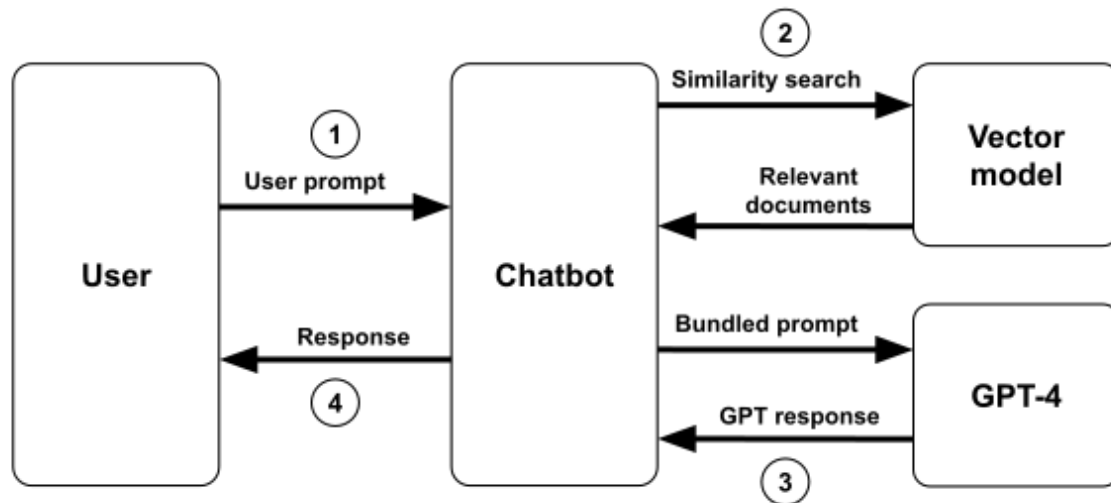 2
Similarity search
1
User prompt
Vector
model
Relevant
documents
User
Chatbot
Response
4
Bundled prompt
GPT-4
GPT response
3